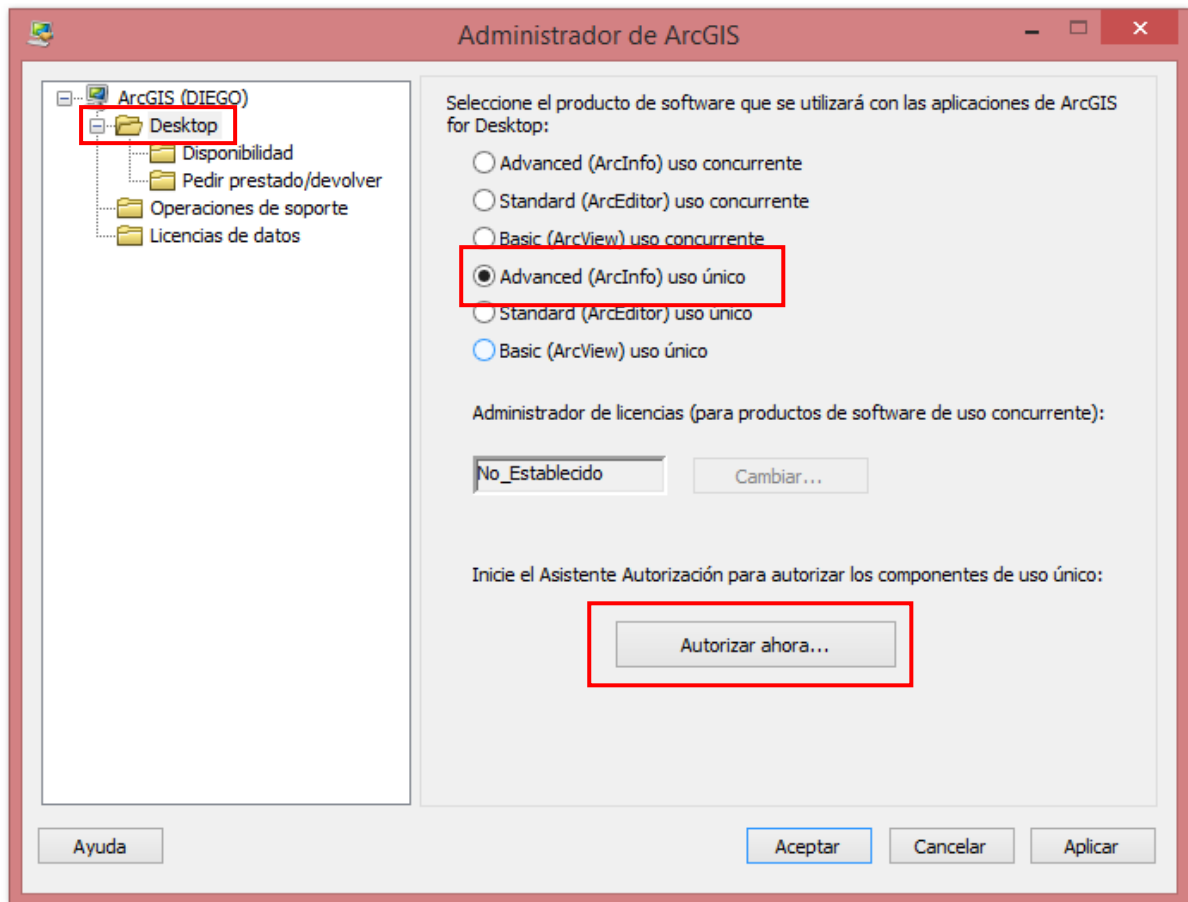 Administrador de ArcGIS
ArcGIS (DIEGO)
Desktop
Disponibilidad
Pedir prestado/devolver
Operaciones de soporte
Licencias de datos
Seleccione el producto de software que se utilizará con las aplicaciones de ArcGIS
for Desktop:
Advanced (ArcInfo) uso concurrente
Standard (ArcEditor) uso concurrente
Basic (ArcView) uso concurrente
Advanced (ArcInfo) uso único
Standard (ArcEditor) uso único
Basic (ArcView) uso único
Administrador de licencias (para productos de software de uso concurrente):
No_Establecido
Cambiar...
Inicie el Asistente Autorización para autorizar los componentes de uso único:
Autorizar ahora...
Ayuda
Aceptar
Cancelar
Aplicar